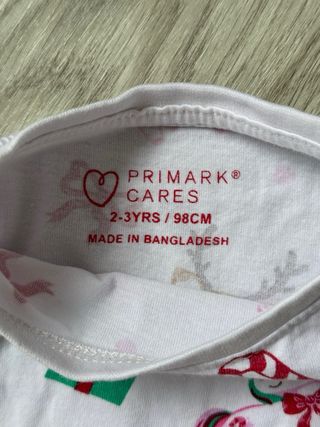 PRIMARK®
CARES
2-3YRS / 98CM
MADE IN BANGLADESH